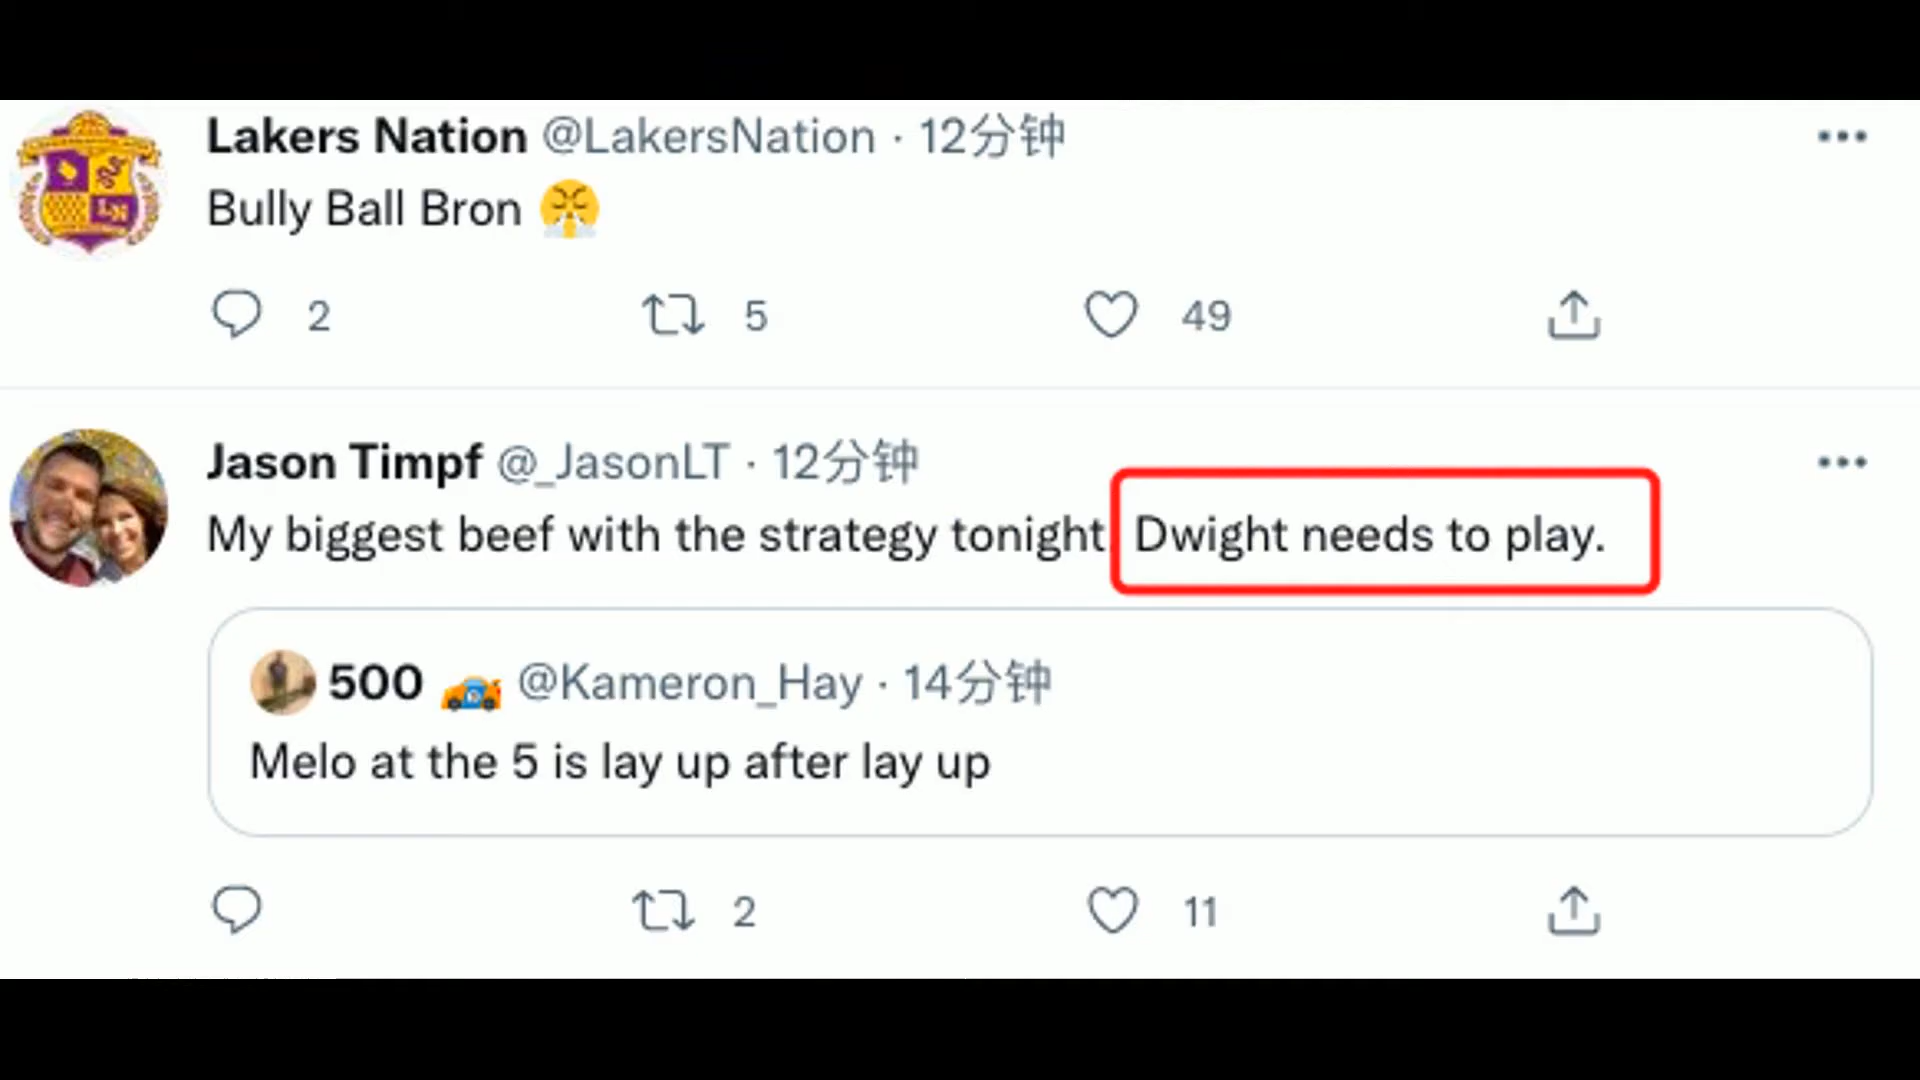 Lakers Nation @LakersNation · 12分钟
Bully Ball Bron 😤
2 5 49
Jason Timpf @_JasonLT · 12分钟
My biggest beef with the strategy tonight. Dwight needs to play.
500 🏎️ @Kameron_Hay · 14分钟
Melo at the 5 is lay up after lay up
2 11